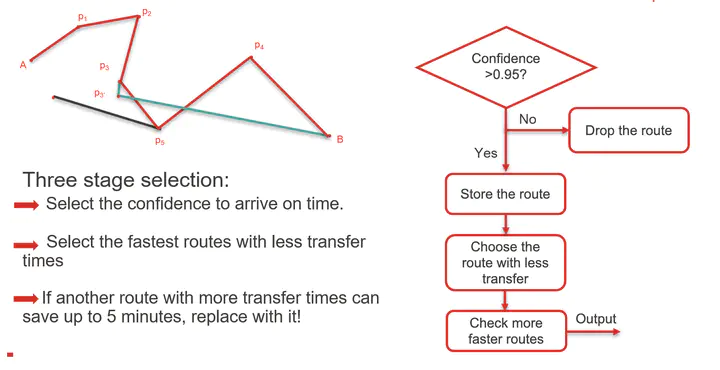 p₁
p₂
A
p₃
p₃'
p₄
p₅
B
Three stage selection:
Select the confidence to arrive on time.
Select the fastest routes with less transfer
times
If another route with more transfer times can
save up to 5 minutes, replace with it!
Confidence
>0.95?
No
Drop the route
Yes
Store the route
Choose the
route with less
transfer
Check more
faster routes
Output